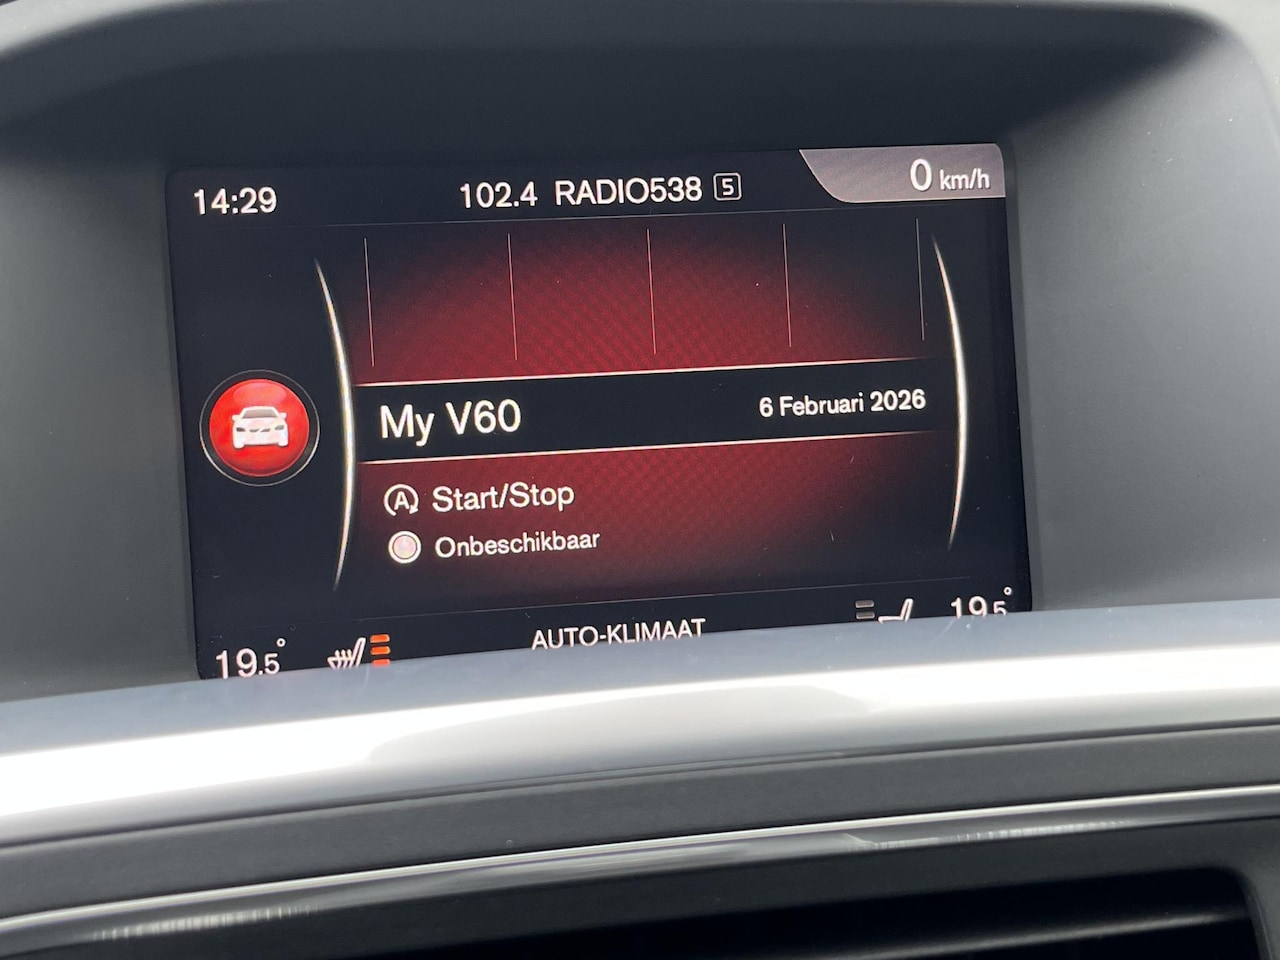 14:29 102.4 RADIO538 5 0 km/h
My V60 6 Februari 2026
A Start/Stop
Onbeschikbaar
19.5° AUTO-KLIMAAT 19.5°